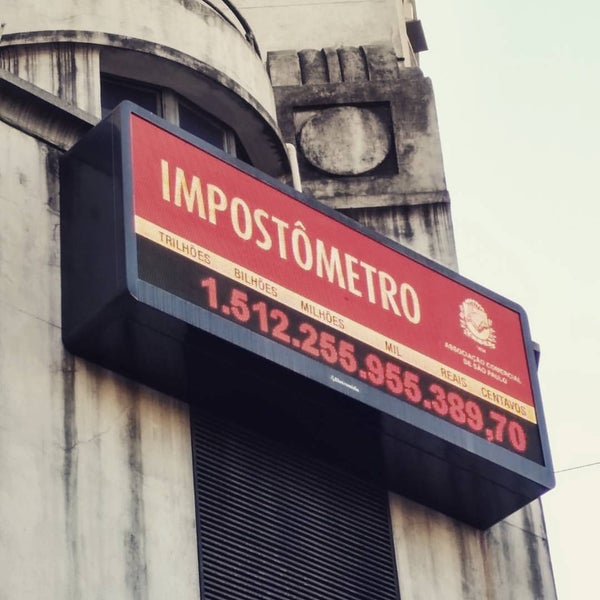 IMPOSTÔMETRO
TRILHÕES BILHÕES MILHÕES MIL REAIS CENTAVOS
1.512.255.955.389,70
ASSOCIAÇÃO COMERCIAL
DE SÃO PAULO